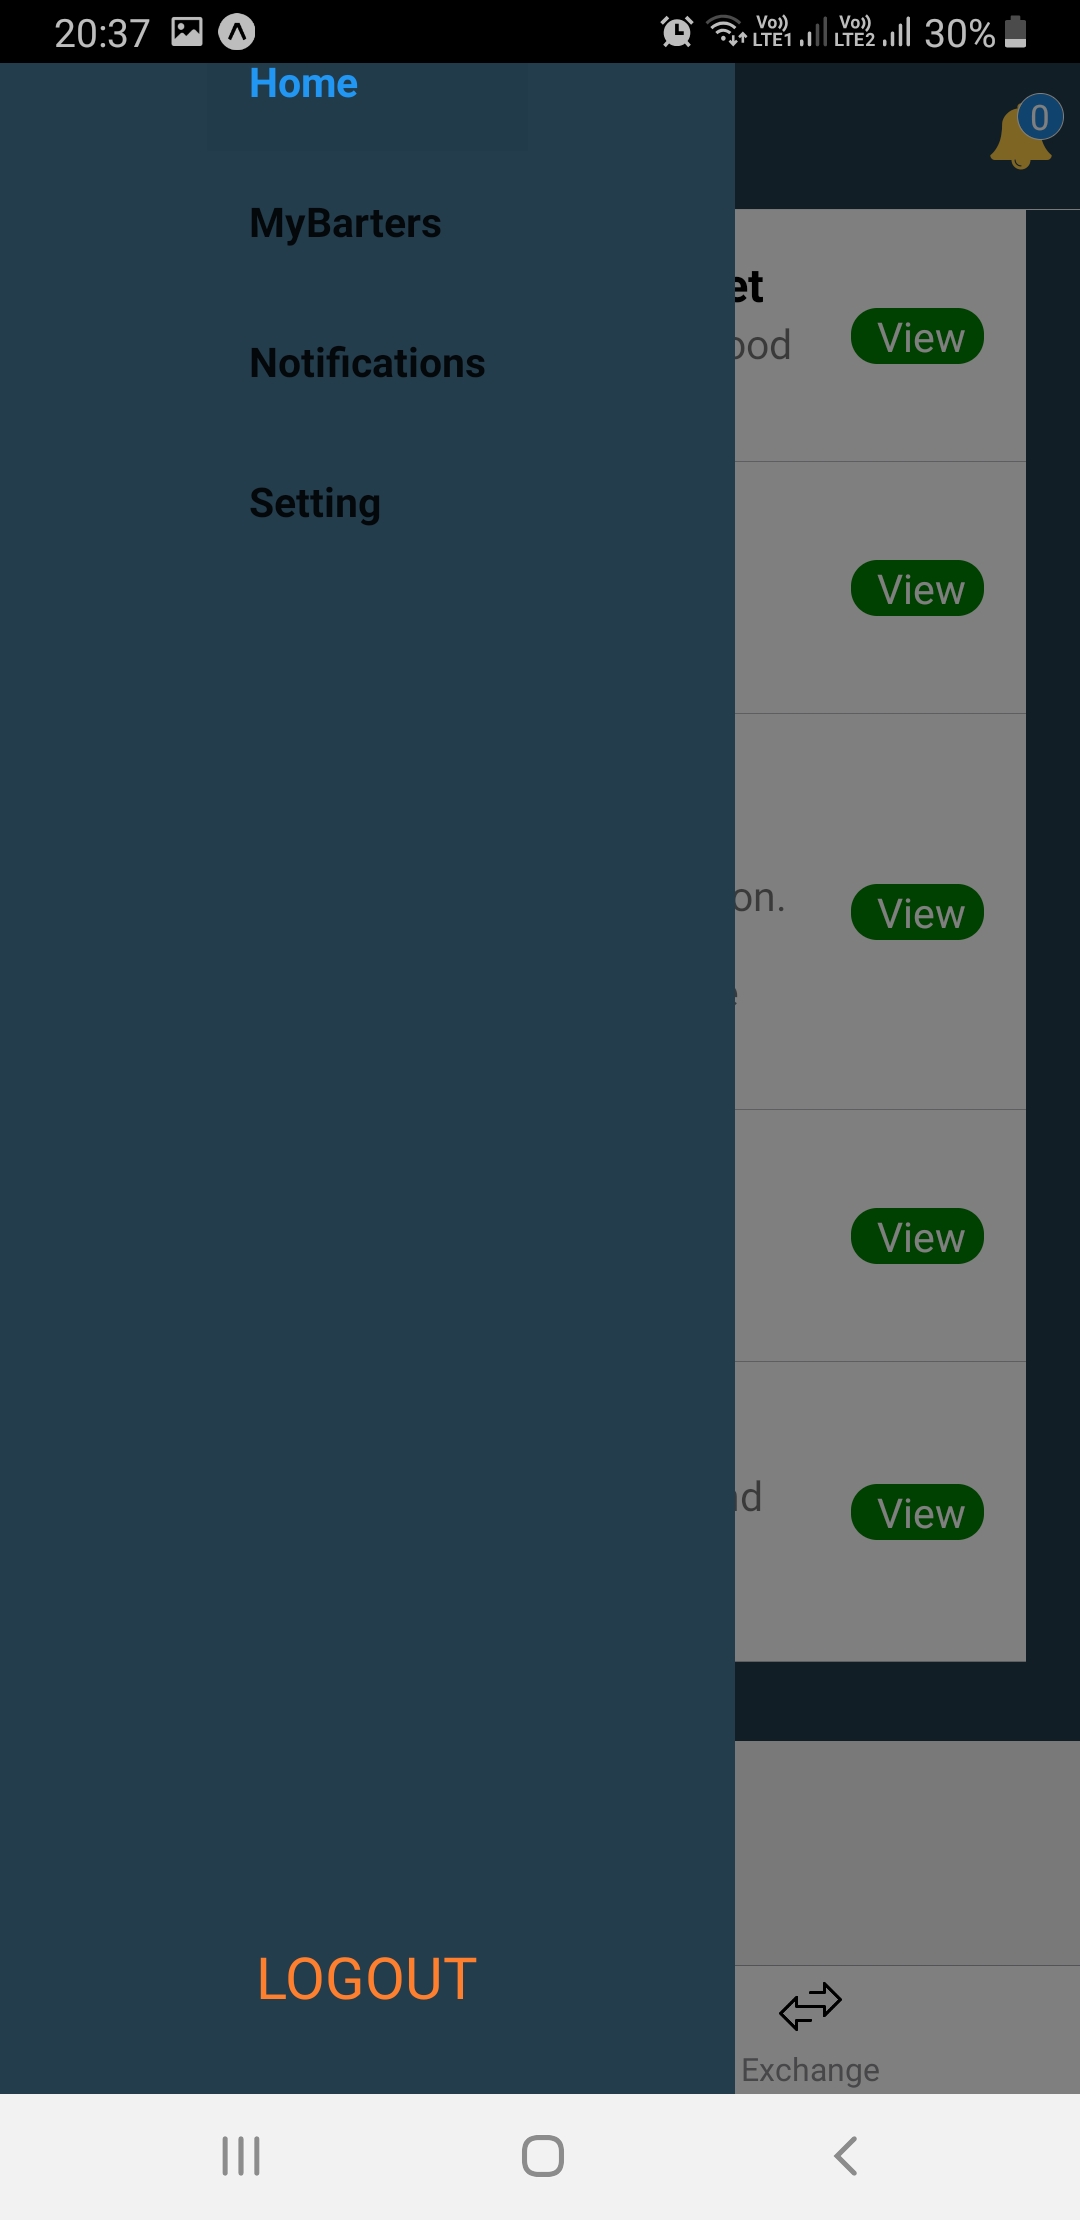 20:37
Vo)) LTE1 Vo)) LTE2 30%
Home
0
MyBarters
et
View
ood
Notifications
Setting
View
on.
View
e
View
nd
View
LOGOUT
Exchange